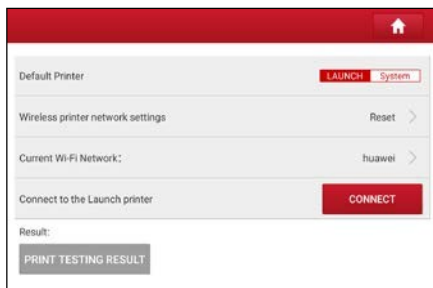 Default Printer
LAUNCH System
Wireless printer network settings
Reset
Current Wi-Fi Network:
huawei
Connect to the Launch printer
CONNECT
Result:
PRINT TESTING RESULT